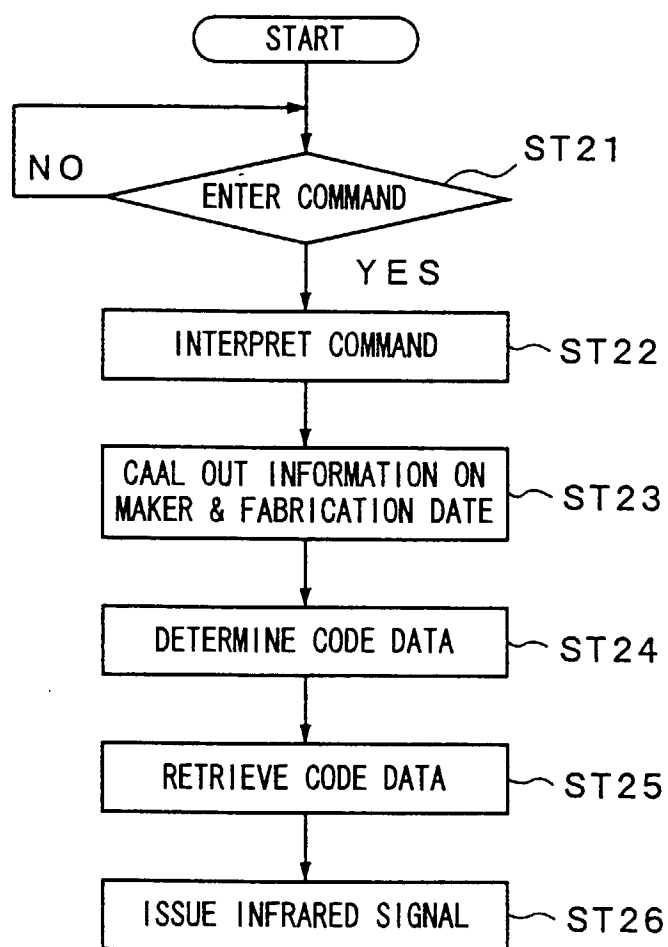 START
NO
ENTER COMMAND
ST21
YES
INTERPRET COMMAND
ST22
CAAL OUT INFORMATION ON
MAKER & FABRICATION DATE
ST23
DETERMINE CODE DATA
ST24
RETRIEVE CODE DATA
ST25
ISSUE INFRARED SIGNAL
ST26